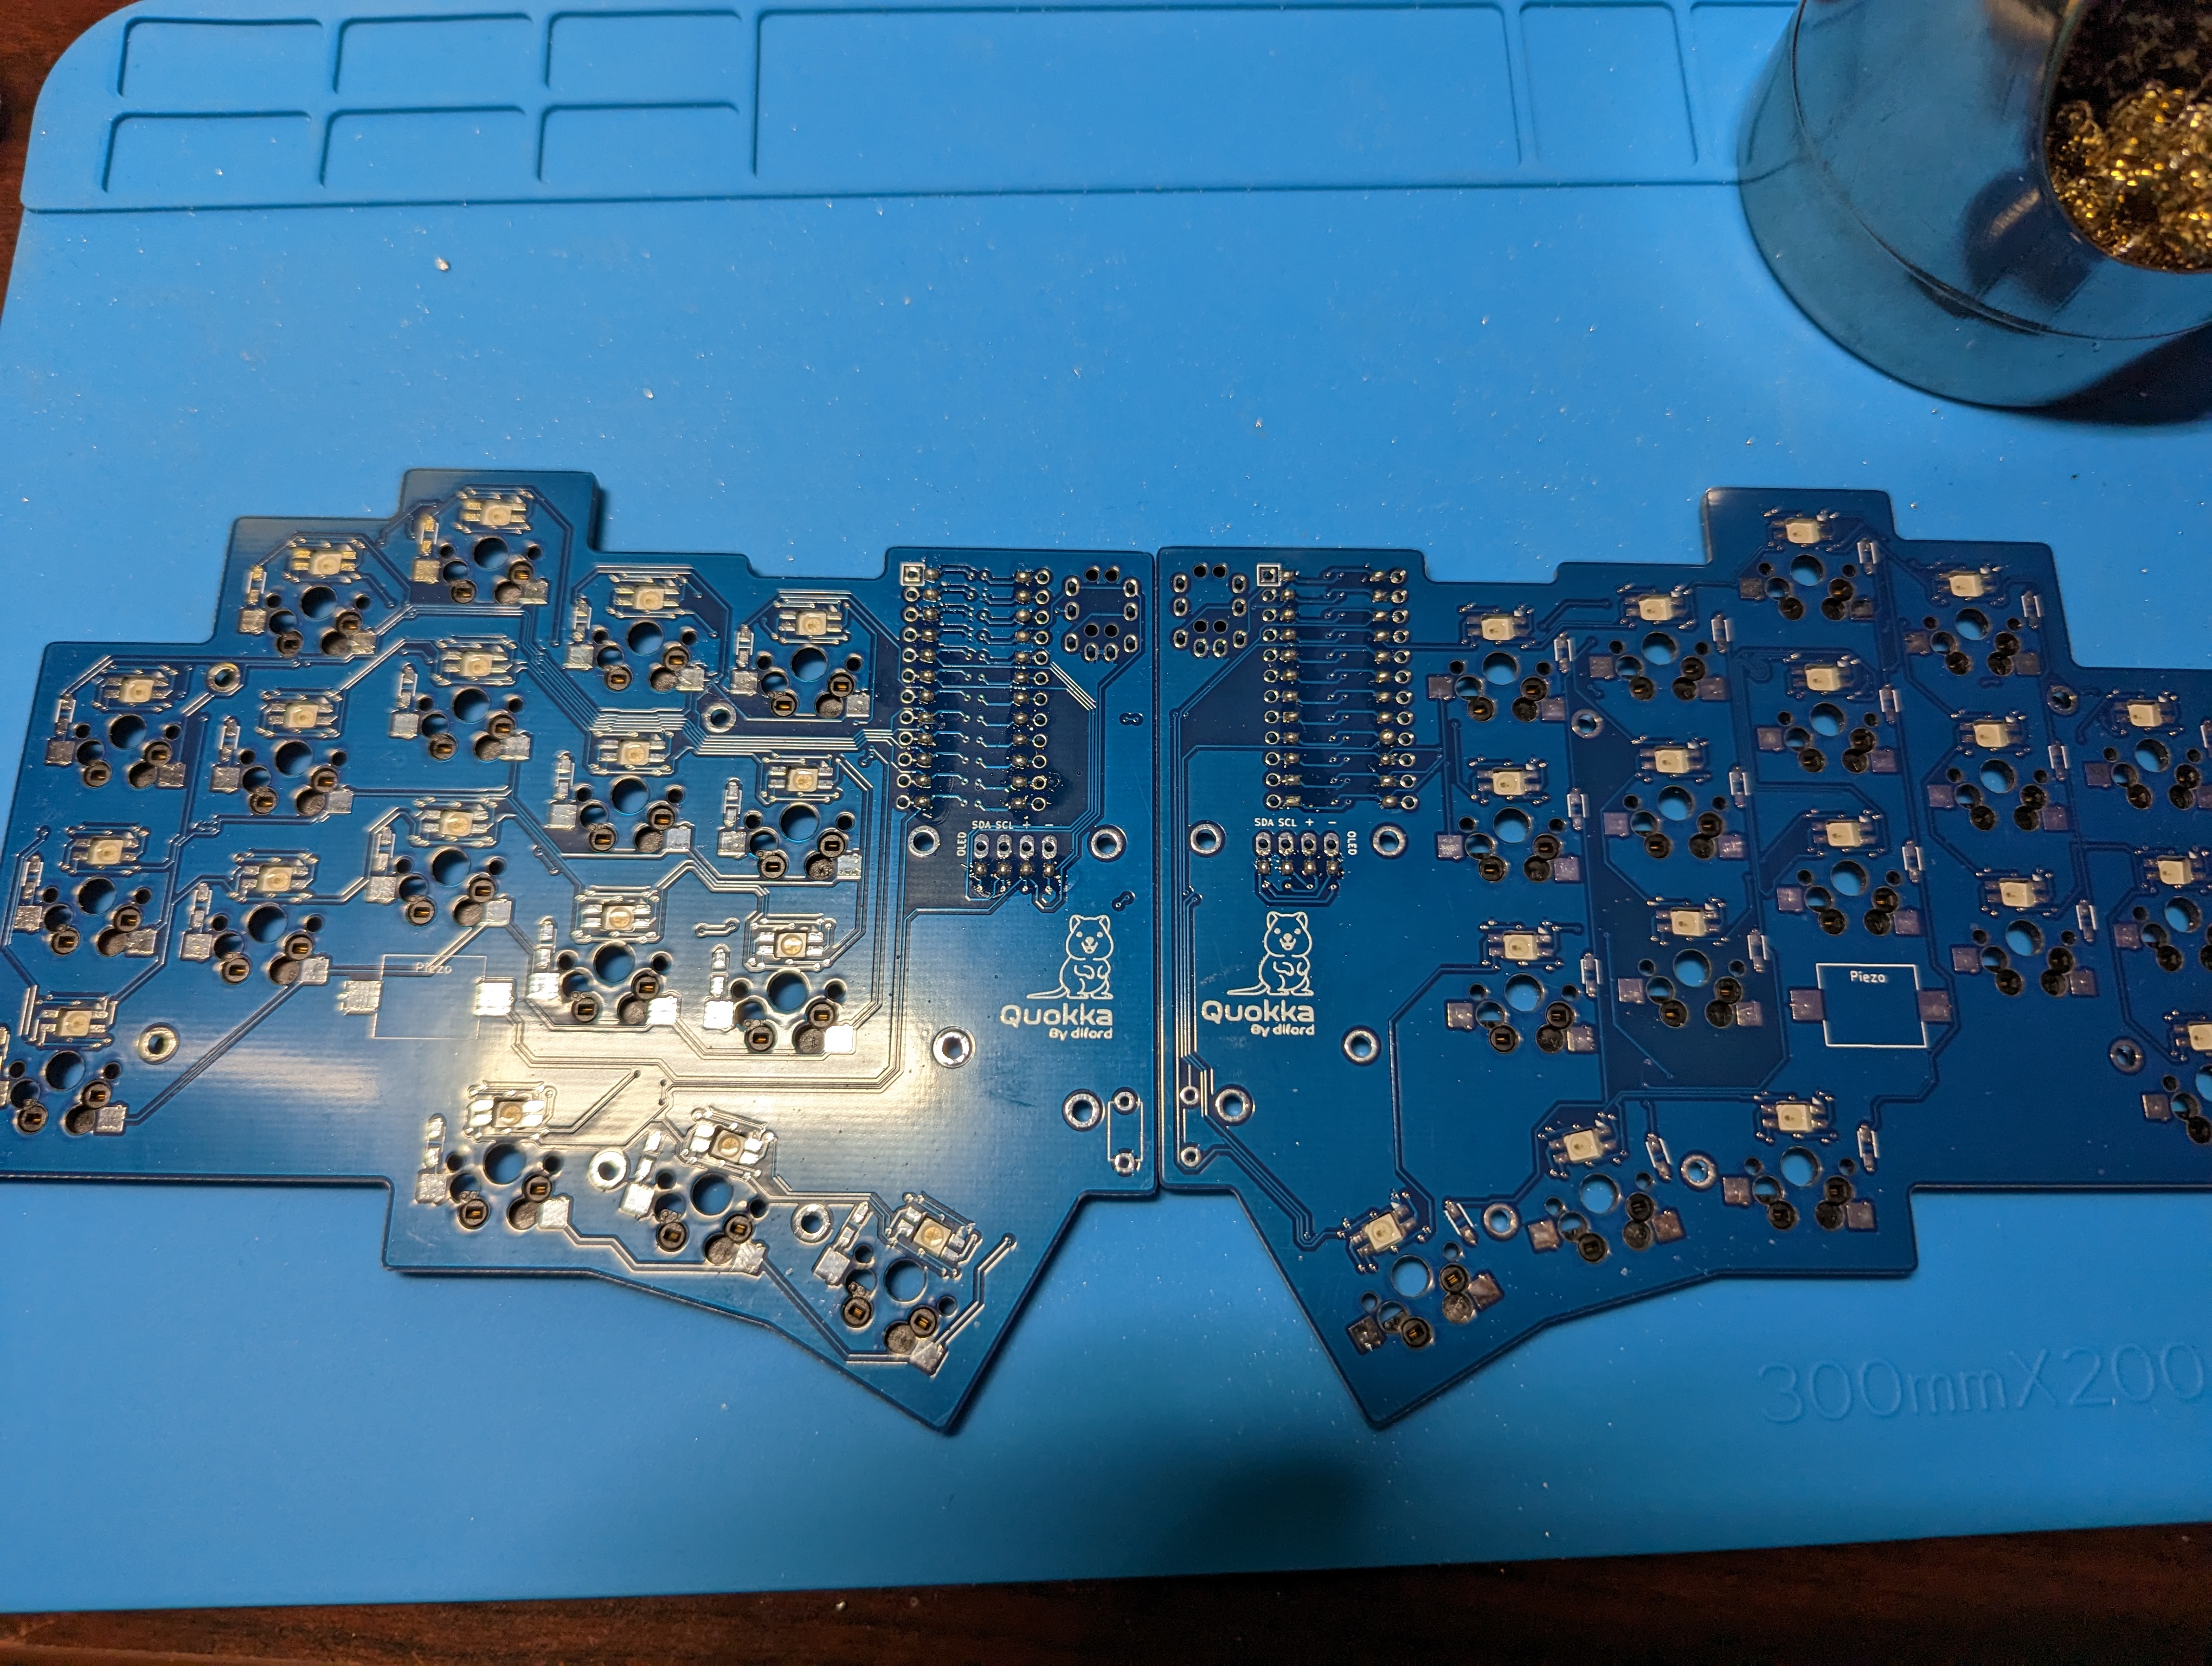 SDA SCL + −
OLED
Piezo
Quokka
By diford
SDA SCL + −
OLED
Quokka
By diford
Piezo
300mmX200